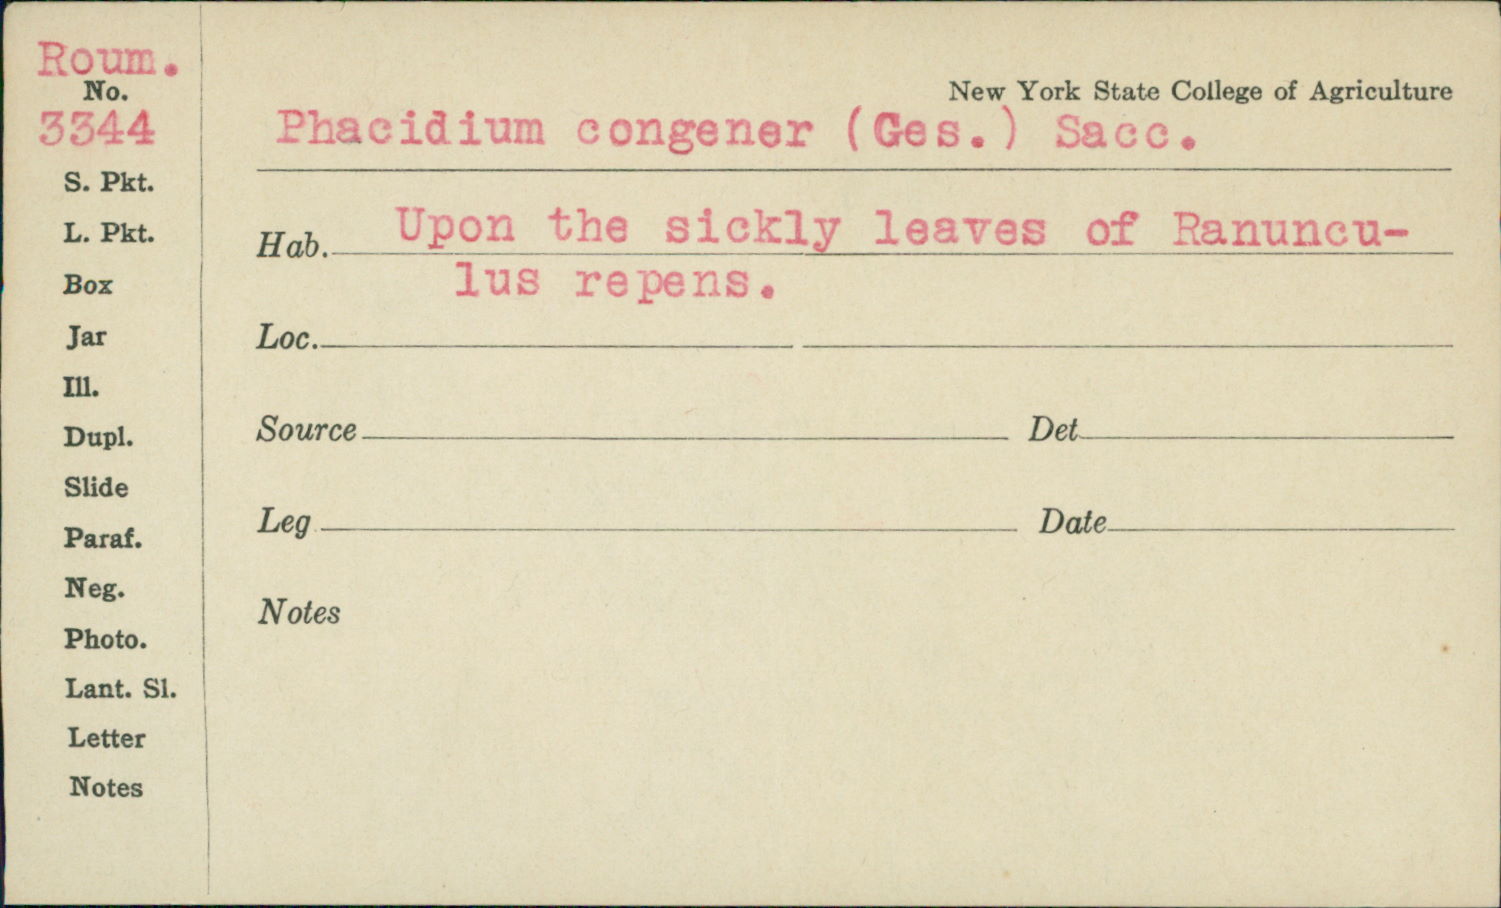 Roum.
No.
3344
S. Pkt.
L. Pkt.
Box
Jar
Ill.
Dupl.
Slide
Paraf.
Neg.
Photo.
Lant. Sl.
Letter
Notes
New York State College of Agriculture
Phacidium congener (Ges.) Sacc.
Hab. Upon the sickly leaves of Ranuncu-
lus repens.
Loc.
Source Det
Leg Date
Notes